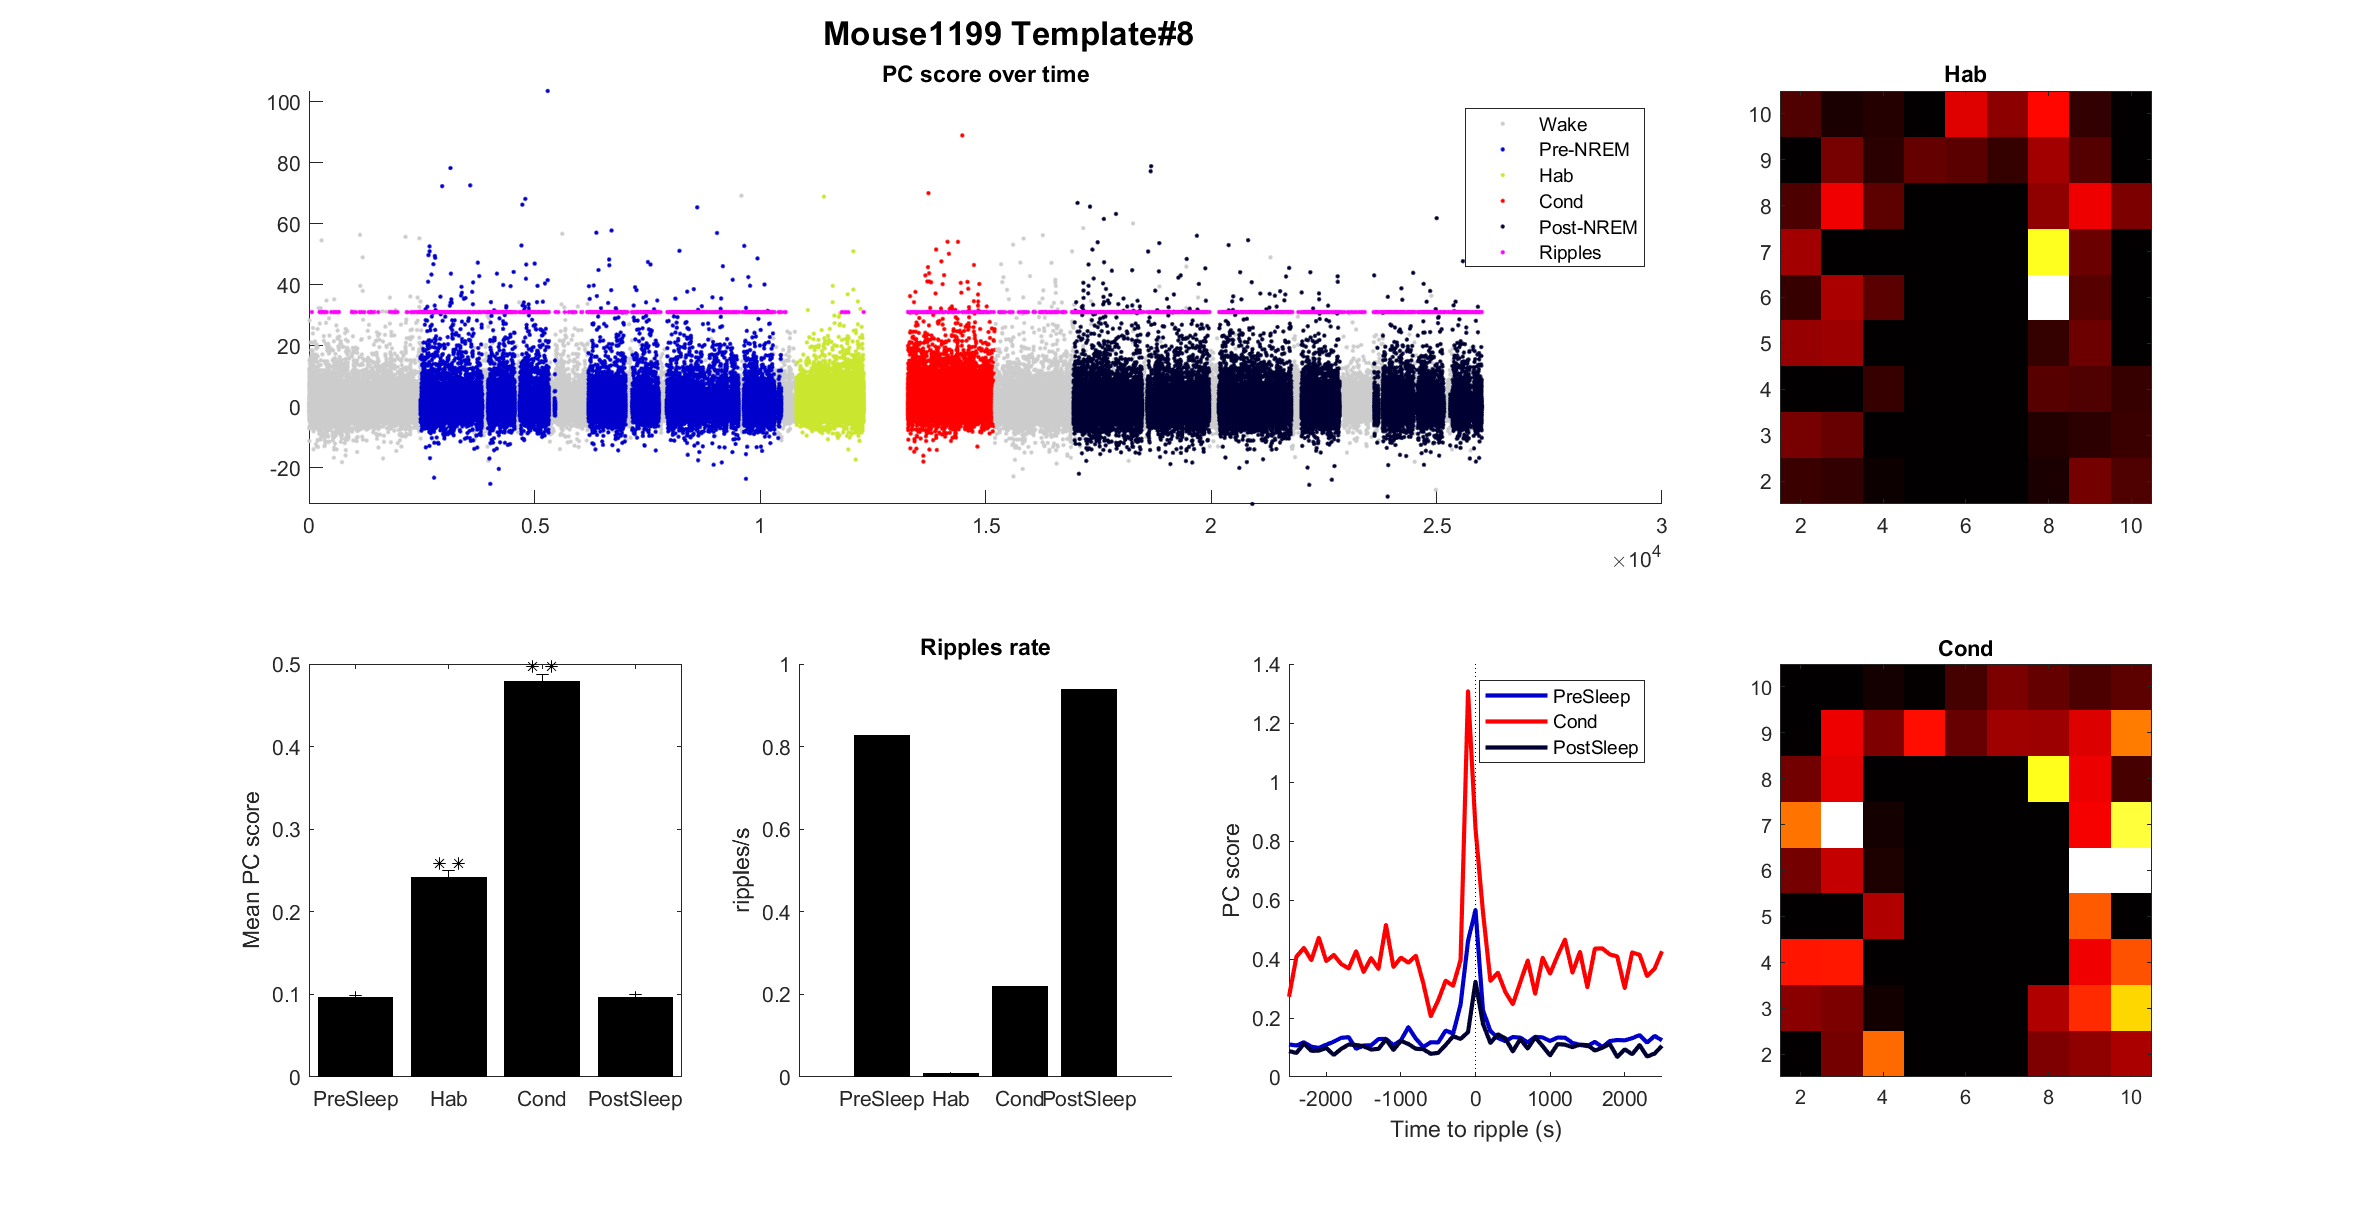 Mouse1199 Template#8
PC score over time
100
80
60
40
20
0
-20
0 0.5 1 1.5 2 2.5 3
×10^4
Wake
Pre-NREM
Hab
Cond
Post-NREM
Ripples
Hab
10
9
8
7
6
5
4
3
2
2 4 6 8 10
0.5
0.4
0.3
0.2
0.1
0
Mean PC score
** **
PreSleep Hab Cond PostSleep
Ripples rate
1
0.8
0.6
0.4
0.2
0
ripples/s
PreSleep Hab Cond PostSleep
1.4
1.2
1
0.8
0.6
0.4
0.2
0
PC score
PreSleep
Cond
PostSleep
-2000 -1000 0 1000 2000
Time to ripple (s)
Cond
10
9
8
7
6
5
4
3
2
2 4 6 8 10